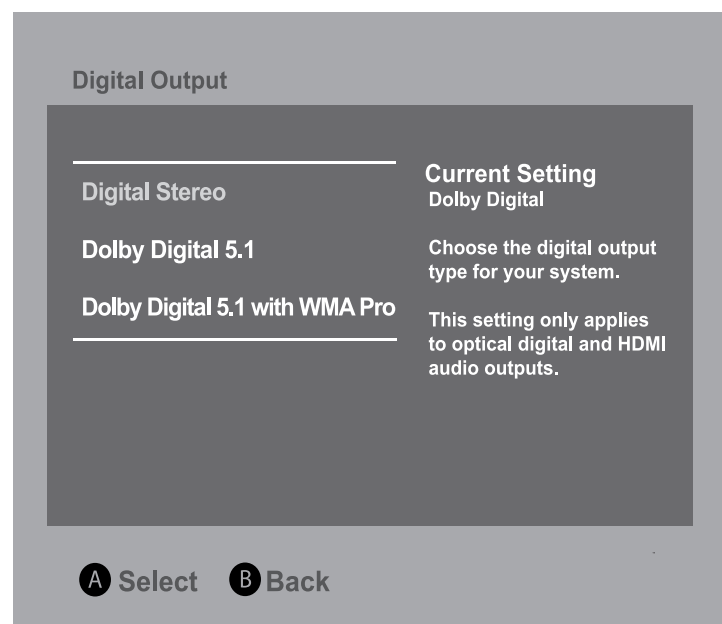 Digital Output
Digital Stereo
Dolby Digital 5.1
Dolby Digital 5.1 with WMA Pro
Current Setting
Dolby Digital
Choose the digital output
type for your system.
This setting only applies
to optical digital and HDMI
audio outputs.
A Select B Back